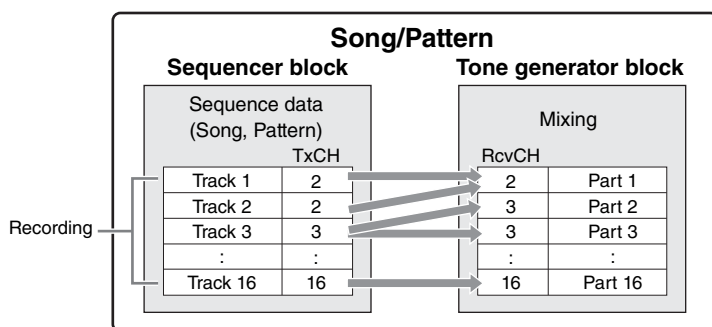 Song/Pattern
Sequencer block
Tone generator block
Sequence data
(Song, Pattern)
Mixing
TxCH
RcvCH
Track 1 2 2 Part 1
Track 2 2 3 Part 2
Recording
Track 3 3 3 Part 3
: : : :
Track 16 16 16 Part 16